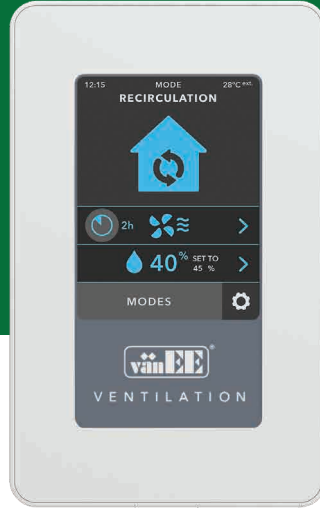 12:15 MODE 28°C ext.
RECIRCULATION
2h
40% SET TO
45 %
MODES
vänEE®
VENTILATION